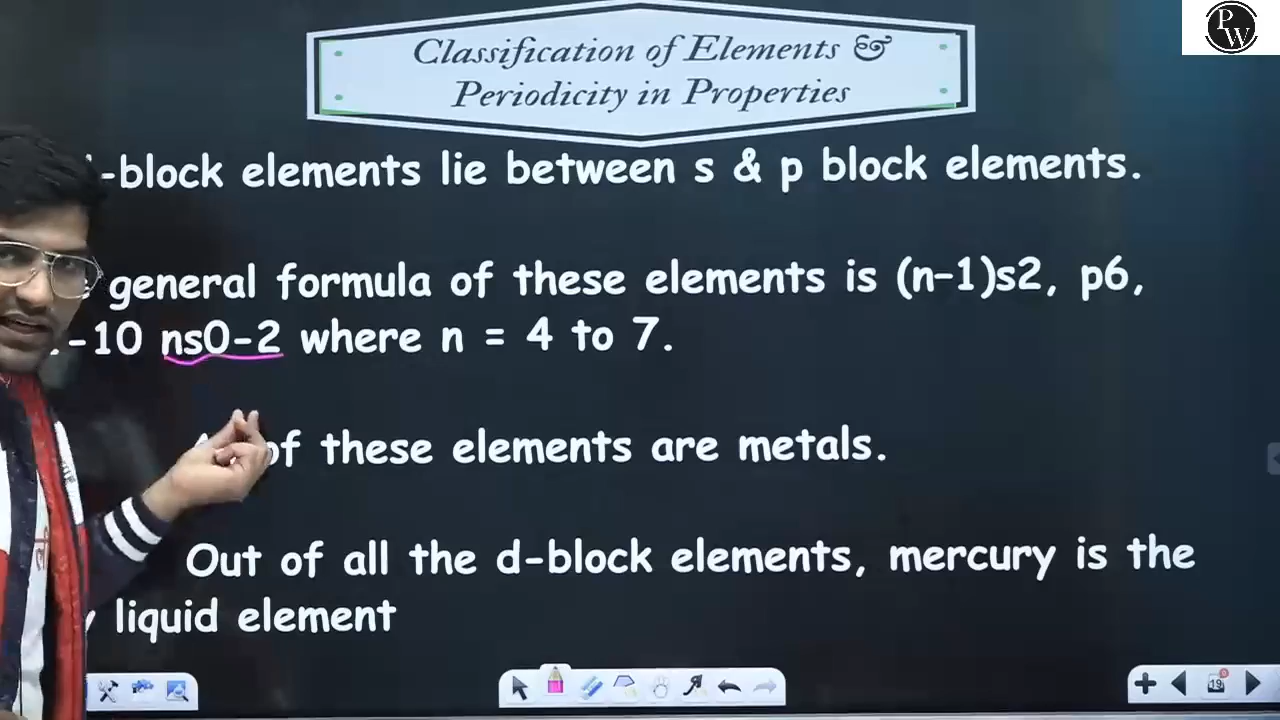 PW
Classification of Elements &
Periodicity in Properties
-block elements lie between s & p block elements.
general formula of these elements is (n-1)s2, p6,
-10 ns0-2 where n = 4 to 7.
of these elements are metals.
Out of all the d-block elements, mercury is the
liquid element
19